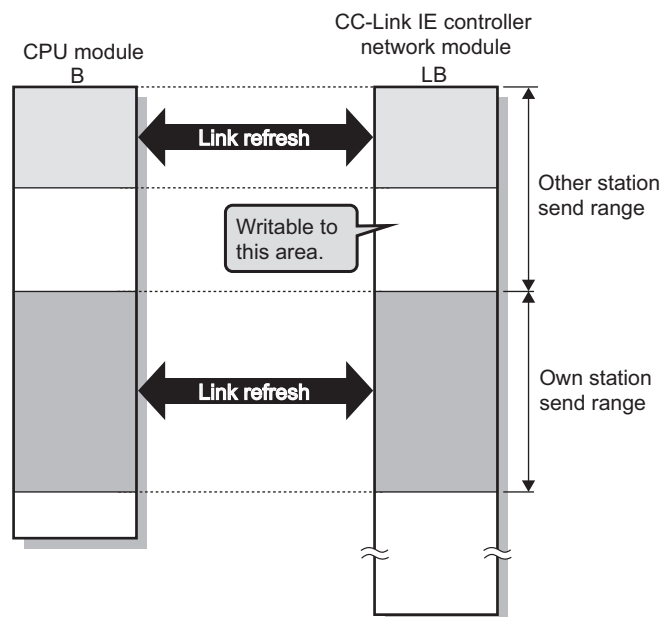 CPU module
B
CC-Link IE controller
network module
LB
Link refresh
Other station
send range
Writable to
this area.
Link refresh
Own station
send range